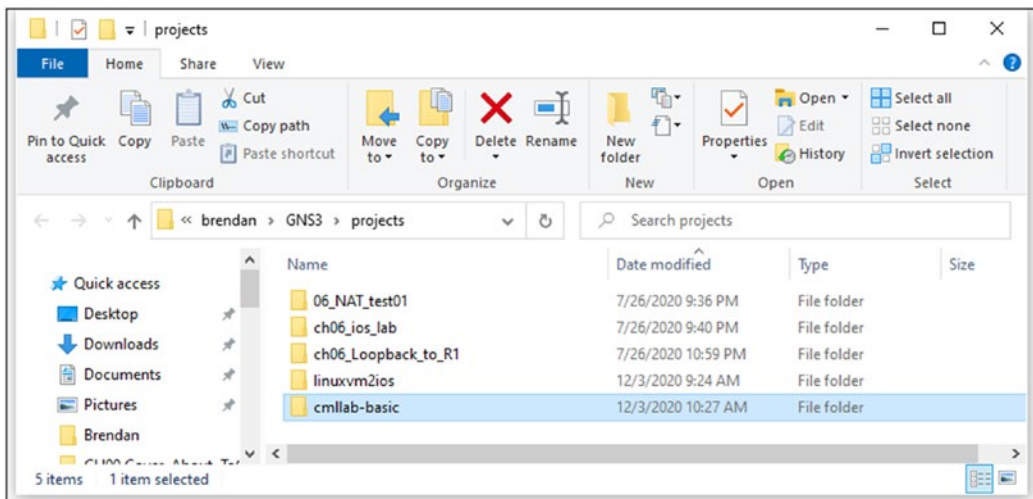 projects
File Home Share View
Pin to Quick access
Copy
Paste
Cut
Copy path
Paste shortcut
Clipboard
Move to
Copy to
Delete
Rename
Organize
New folder
New
Properties
Open
Edit
History
Open
Select all
Select none
Invert selection
Select
« brendan > GNS3 > projects
Search projects
Name Date modified Type Size
Quick access
Desktop
Downloads
Documents
Pictures
Brendan
06_NAT_test01 7/26/2020 9:36 PM File folder
ch06_ios_lab 7/26/2020 9:40 PM File folder
ch06_Loopback_to_R1 7/26/2020 10:59 PM File folder
linuxvm2ios 12/3/2020 9:24 AM File folder
cmllab-basic 12/3/2020 10:27 AM File folder
5 items 1 item selected